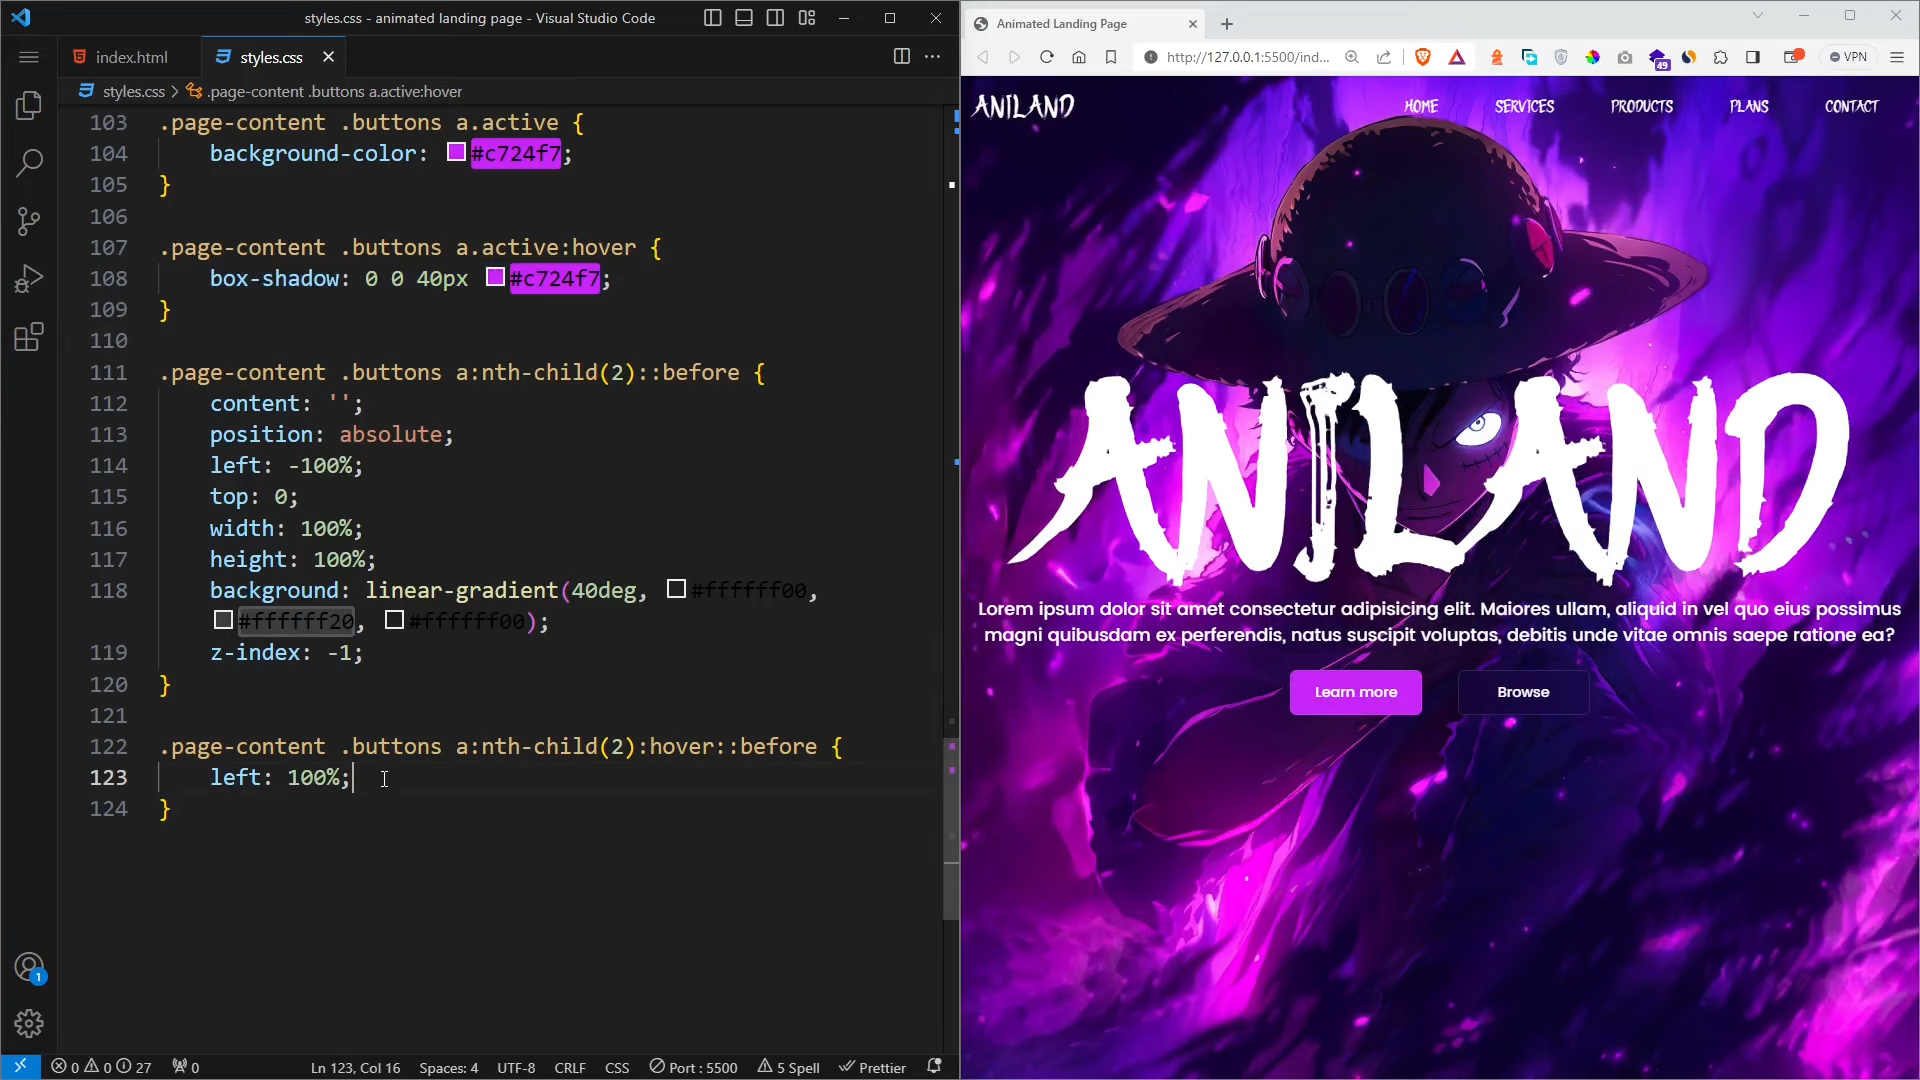 styles.css - animated landing page - Visual Studio Code
index.html
styles.css
styles.css > .page-content .buttons a.active:hover
103 .page-content .buttons a.active {
104 background-color: #c724f7;
105 }
106
107 .page-content .buttons a.active:hover {
108 box-shadow: 0 0 40px #c724f7;
109 }
110
111 .page-content .buttons a:nth-child(2)::before {
112 content: '';
113 position: absolute;
114 left: -100%;
115 top: 0;
116 width: 100%;
117 height: 100%;
118 background: linear-gradient(40deg, #ffffff00,
#ffffff20, #ffffff00);
119 z-index: -1;
120 }
121
122 .page-content .buttons a:nth-child(2):hover::before {
123 left: 100%;
124 }
1
0 0 27 0 Ln 123, Col 16 Spaces: 4 UTF-8 CRLF CSS Port : 5500 5 Spell Prettier
Animated Landing Page
http://127.0.0.1:5500/ind...
49
VPN
ANILAND
HOME SERVICES PRODUCTS PLANS CONTACT
ANILAND
Lorem ipsum dolor sit amet consectetur adipisicing elit. Maiores ullam, aliquid in vel quo eius possimus
magni quibusdam ex perferendis, natus suscipit voluptas, debitis unde vitae omnis saepe ratione ea?
Learn more
Browse